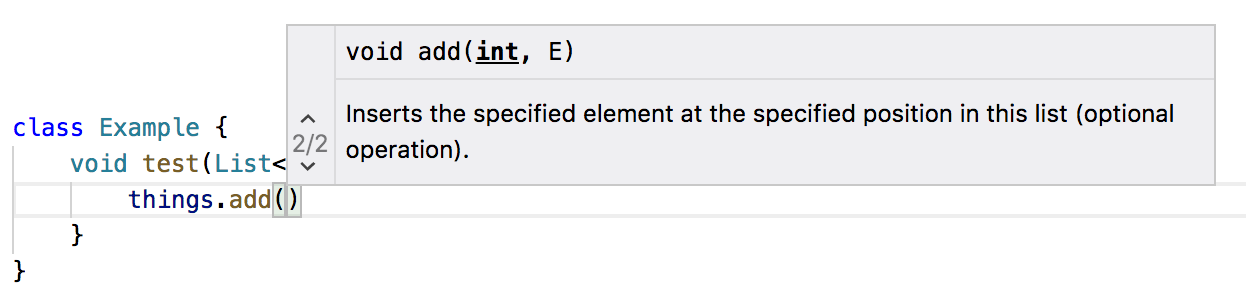 void add(int, E)
Inserts the specified element at the specified position in this list (optional
operation).
2/2
class Example {
void test(List<
things.add()
}
}